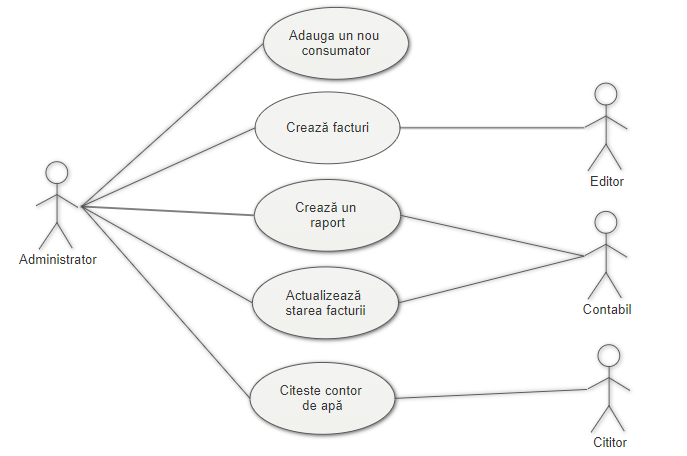 Adauga un nou
consumator
Crează facturi
Editor
Crează un
raport
Administrator
Actualizează
starea facturii
Contabil
Citeste contor
de apă
Cititor